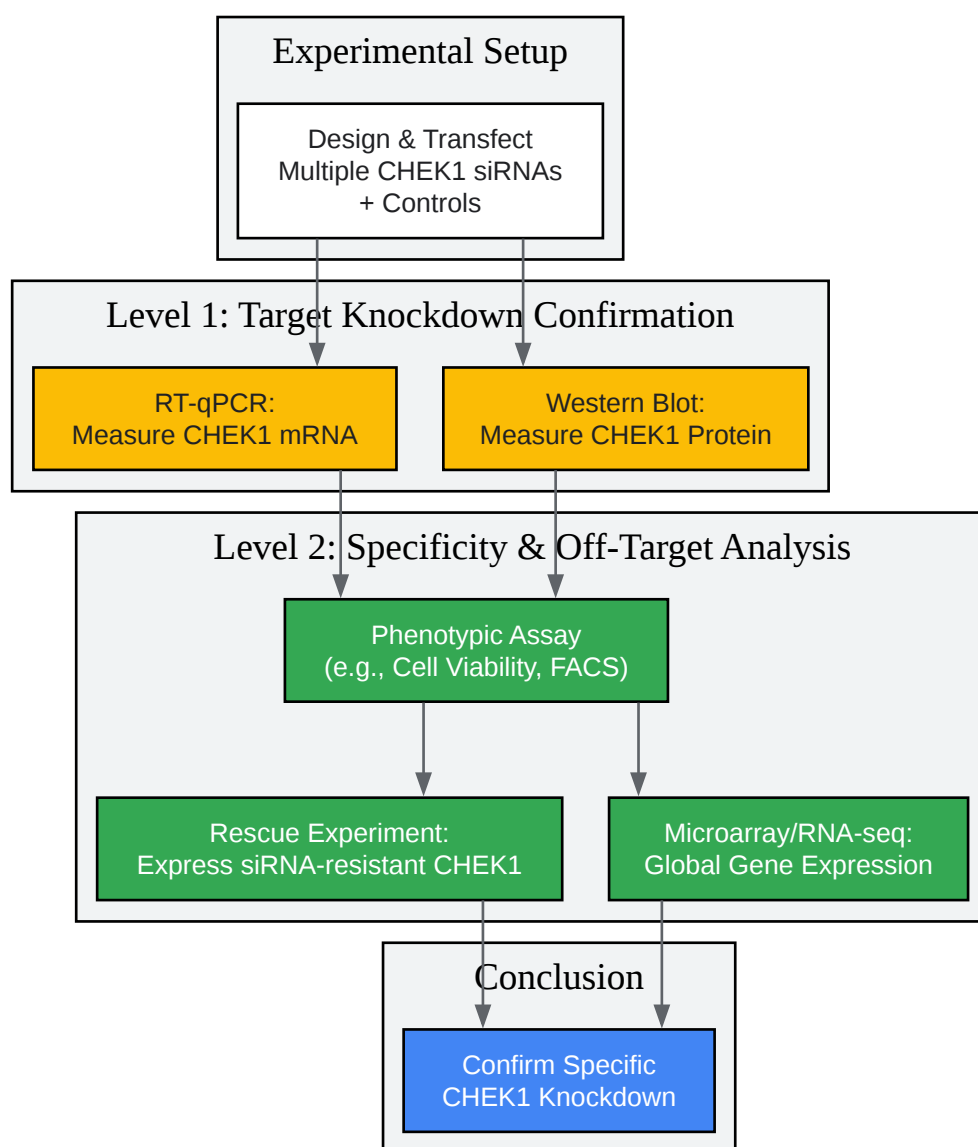 Experimental Setup
Design & Transfect
Multiple CHEK1 siRNAs
+ Controls
Level 1: Target Knockdown Confirmation
RT-qPCR:
Measure CHEK1 mRNA
Western Blot:
Measure CHEK1 Protein
Level 2: Specificity & Off-Target Analysis
Phenotypic Assay
(e.g., Cell Viability, FACS)
Rescue Experiment:
Express siRNA-resistant CHEK1
Microarray/RNA-seq:
Global Gene Expression
Conclusion
Confirm Specific
CHEK1 Knockdown